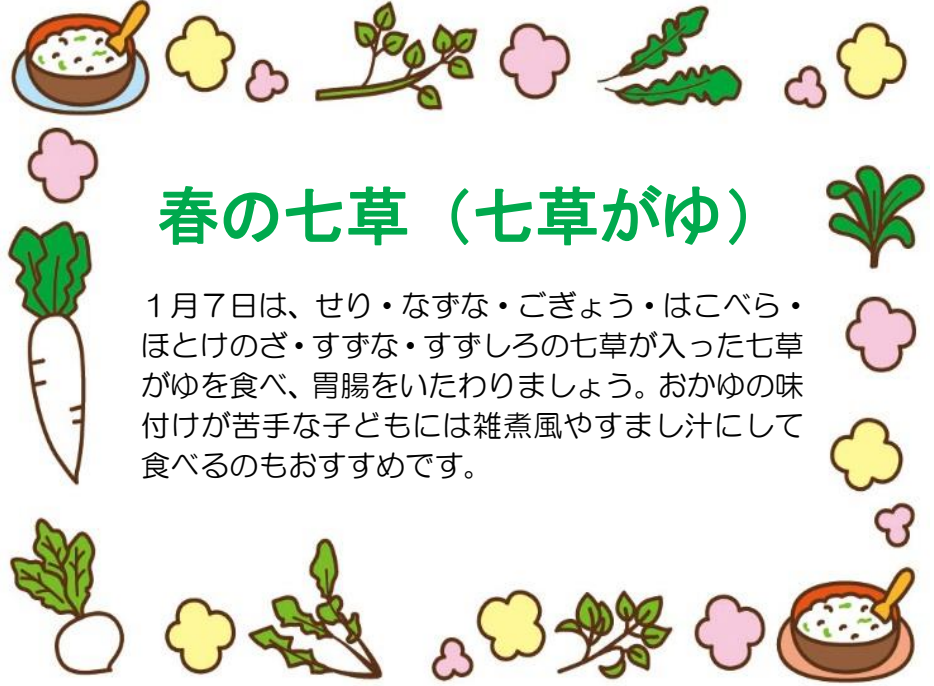 春の七草（七草がゆ）
１月７日は、せり・なずな・ごぎょう・はこべら・
ほとけのざ・すずな・すずしろの七草が入った七草
がゆを食べ、胃腸をいたわりましょう。おかゆの味
付けが苦手な子どもには雑煮風やすまし汁にして
食べるのもおすすめです。